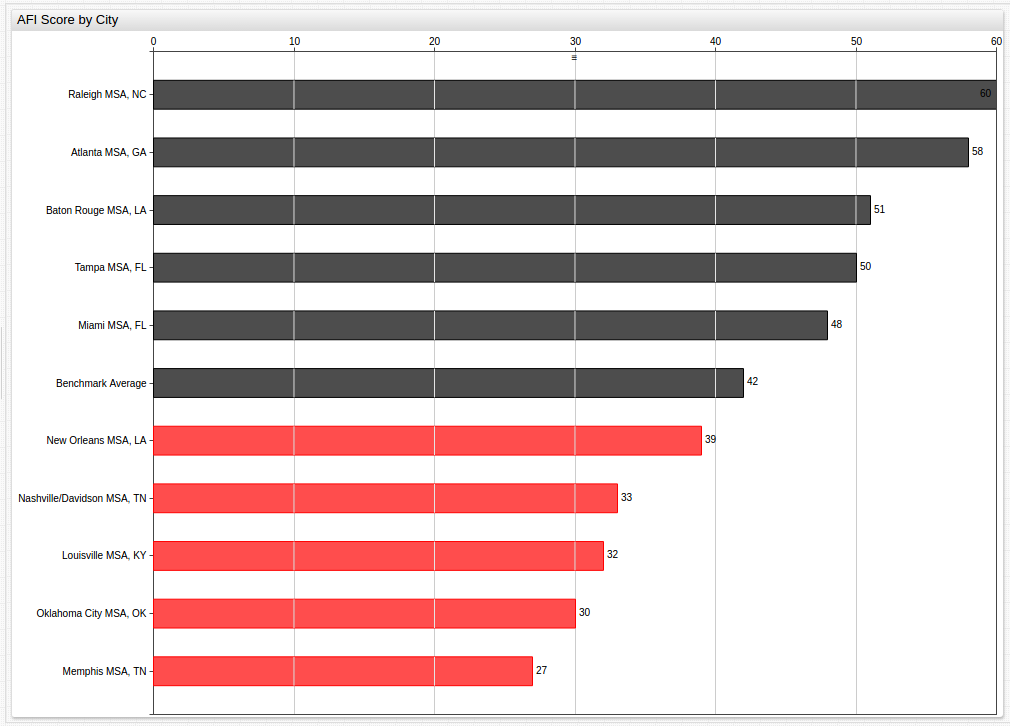 AFI Score by City
0 10 20 30 40 50 60
≡
Raleigh MSA, NC 60
Atlanta MSA, GA 58
Baton Rouge MSA, LA 51
Tampa MSA, FL 50
Miami MSA, FL 48
Benchmark Average 42
New Orleans MSA, LA 39
Nashville/Davidson MSA, TN 33
Louisville MSA, KY 32
Oklahoma City MSA, OK 30
Memphis MSA, TN 27